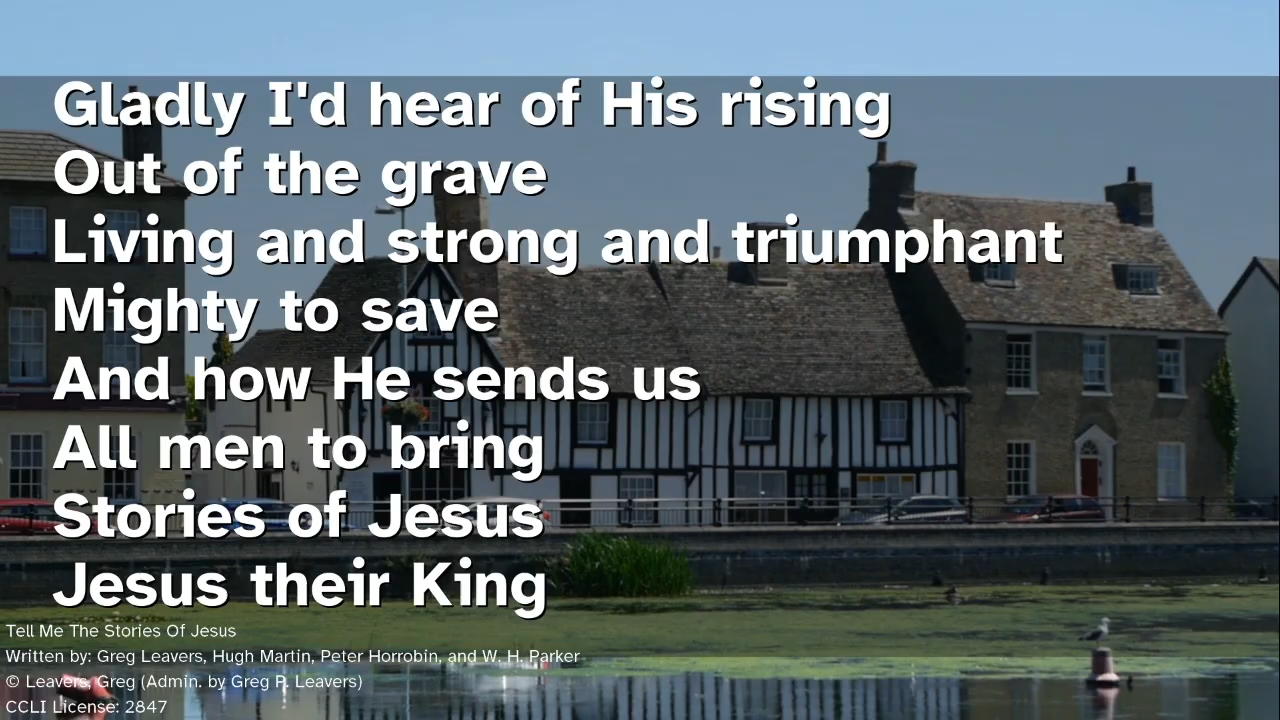 Gladly I'd hear of His rising
Out of the grave
Living and strong and triumphant
Mighty to save
And how He sends us
All men to bring
Stories of Jesus
Jesus their King
Tell Me The Stories Of Jesus
Written by: Greg Leavers, Hugh Martin, Peter Horrobin, and W. H. Parker
© Leavers, Greg (Admin. by Greg P. Leavers)
CCLI License: 2847